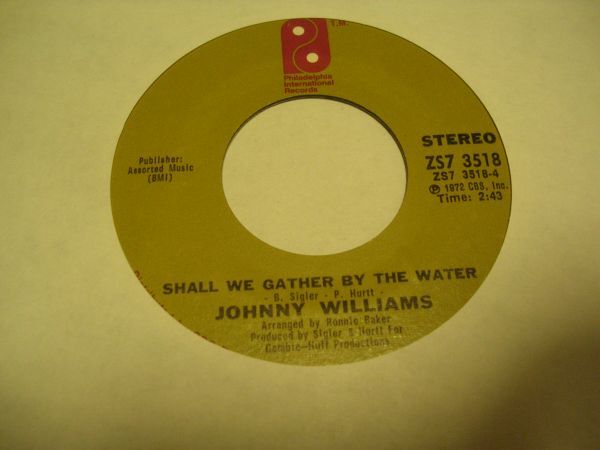 T.M.
Philadelphia
International
Records
STEREO
ZS7 3518
ZS7 3518-4
℗ 1972 CBS, Inc.
Time: 2:43
Publisher:
Assorted Music
(BMI)
SHALL WE GATHER BY THE WATER
- B. Sigler - P. Hurtt -
JOHNNY WILLIAMS
Arranged by Ronnie Baker
Produced by Sigler & Hurtt For
Gamble-Huff Productions